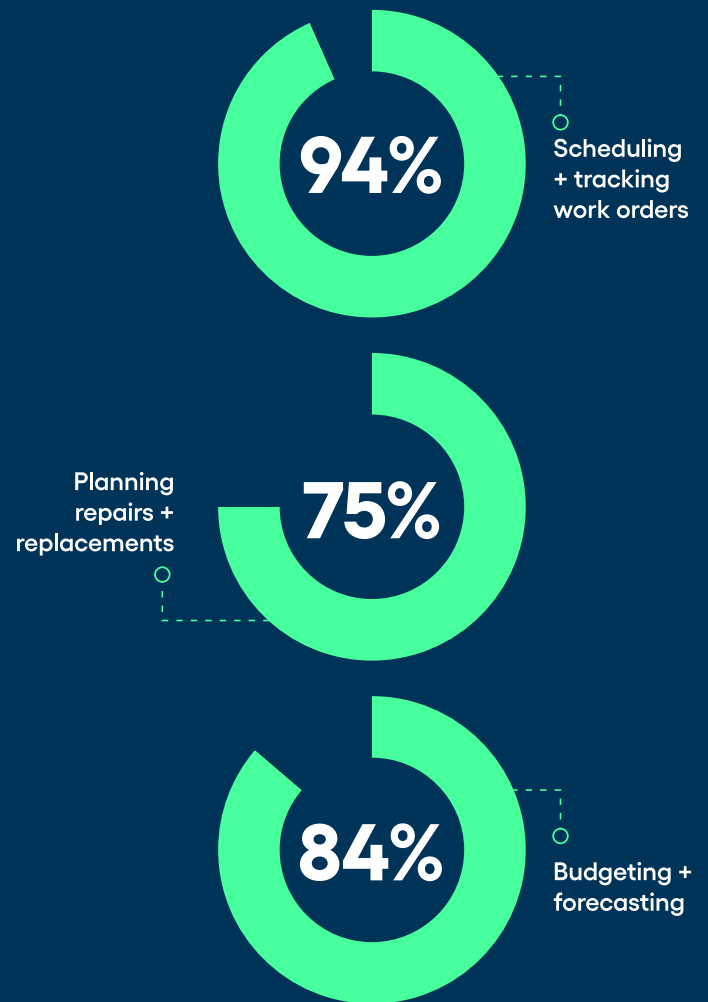 94%
Scheduling
+ tracking
work orders
Planning
repairs +
replacements
75%
84%
Budgeting +
forecasting